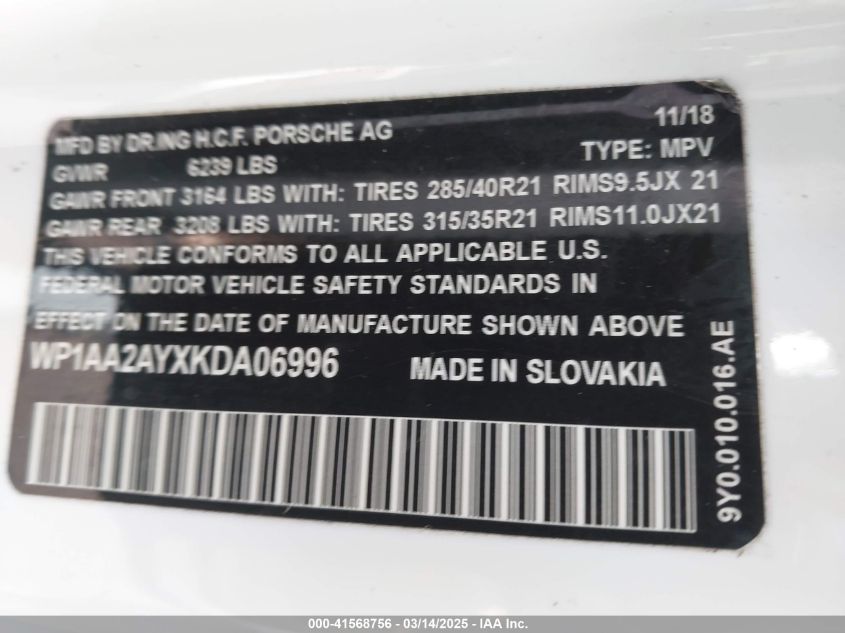 MFD BY DR.ING H.C.F. PORSCHE AG 11/18
GVWR 6239 LBS TYPE: MPV
GAWR FRONT 3164 LBS WITH: TIRES 285/40R21 RIMS9.5JX 21
GAWR REAR 3208 LBS WITH: TIRES 315/35R21 RIMS11.0JX21
THIS VEHICLE CONFORMS TO ALL APPLICABLE U.S.
FEDERAL MOTOR VEHICLE SAFETY STANDARDS IN
EFFECT ON THE DATE OF MANUFACTURE SHOWN ABOVE
WP1AA2AYXKDA06996 MADE IN SLOVAKIA
9Y0.010.016.AE
000-41568756 - 03/14/2025 - IAA Inc.